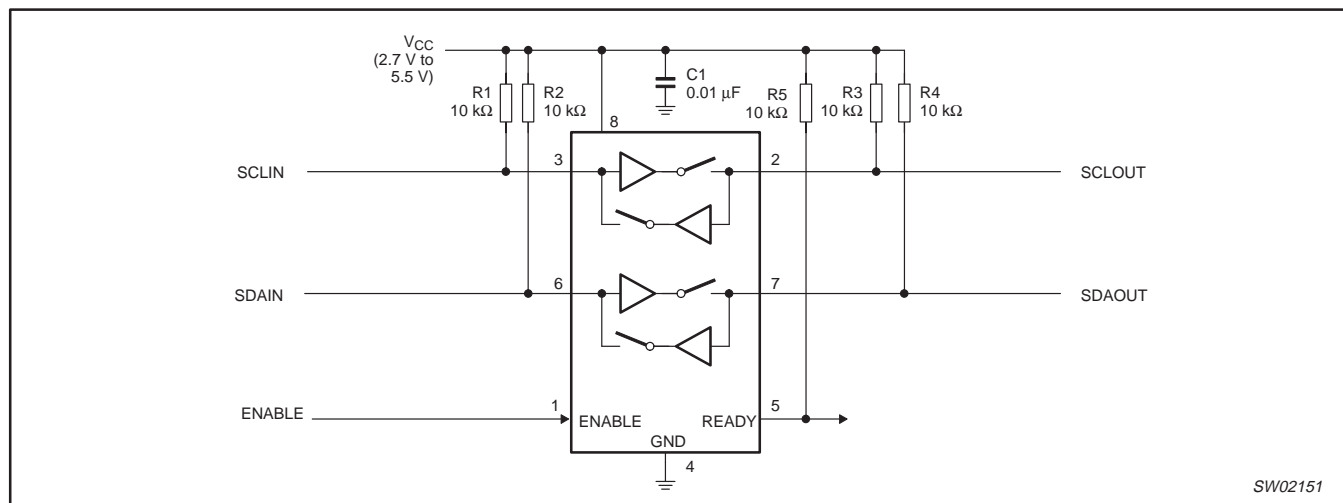 VCC
(2.7 V to
5.5 V)
R1
10 kΩ
R2
10 kΩ
C1
0.01 µF
R5
10 kΩ
R3
10 kΩ
R4
10 kΩ
8
SCLIN
3
2
SCLOUT
SDAIN
6
7
SDAOUT
ENABLE
1
ENABLE
READY
5
GND
4
SW02151